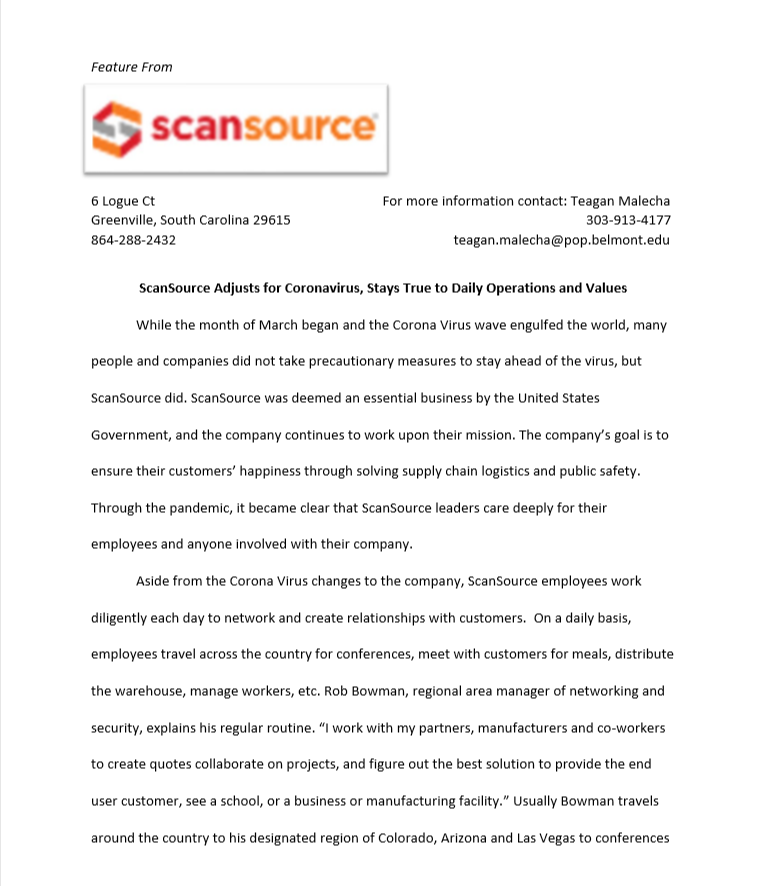 Feature From
scansource
6 Logue Ct
Greenville, South Carolina 29615
864-288-2432
For more information contact: Teagan Malecha
303-913-4177
teagan.malecha@pop.belmont.edu
ScanSource Adjusts for Coronavirus, Stays True to Daily Operations and Values
While the month of March began and the Corona Virus wave engulfed the world, many
people and companies did not take precautionary measures to stay ahead of the virus, but
ScanSource did. ScanSource was deemed an essential business by the United States
Government, and the company continues to work upon their mission. The company’s goal is to
ensure their customers’ happiness through solving supply chain logistics and public safety.
Through the pandemic, it became clear that ScanSource leaders care deeply for their
employees and anyone involved with their company.
Aside from the Corona Virus changes to the company, ScanSource employees work
diligently each day to network and create relationships with customers.  On a daily basis,
employees travel across the country for conferences, meet with customers for meals, distribute
the warehouse, manage workers, etc. Rob Bowman, regional area manager of networking and
security, explains his regular routine. “I work with my partners, manufacturers and co-workers
to create quotes collaborate on projects, and figure out the best solution to provide the end
user customer, see a school, or a business or manufacturing facility.” Usually Bowman travels
around the country to his designated region of Colorado, Arizona and Las Vegas to conferences